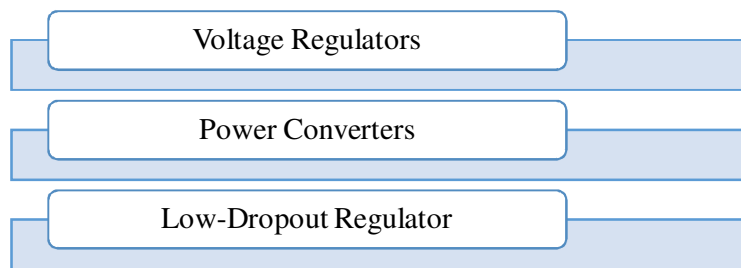 Voltage Regulators
Power Converters
Low-Dropout Regulator